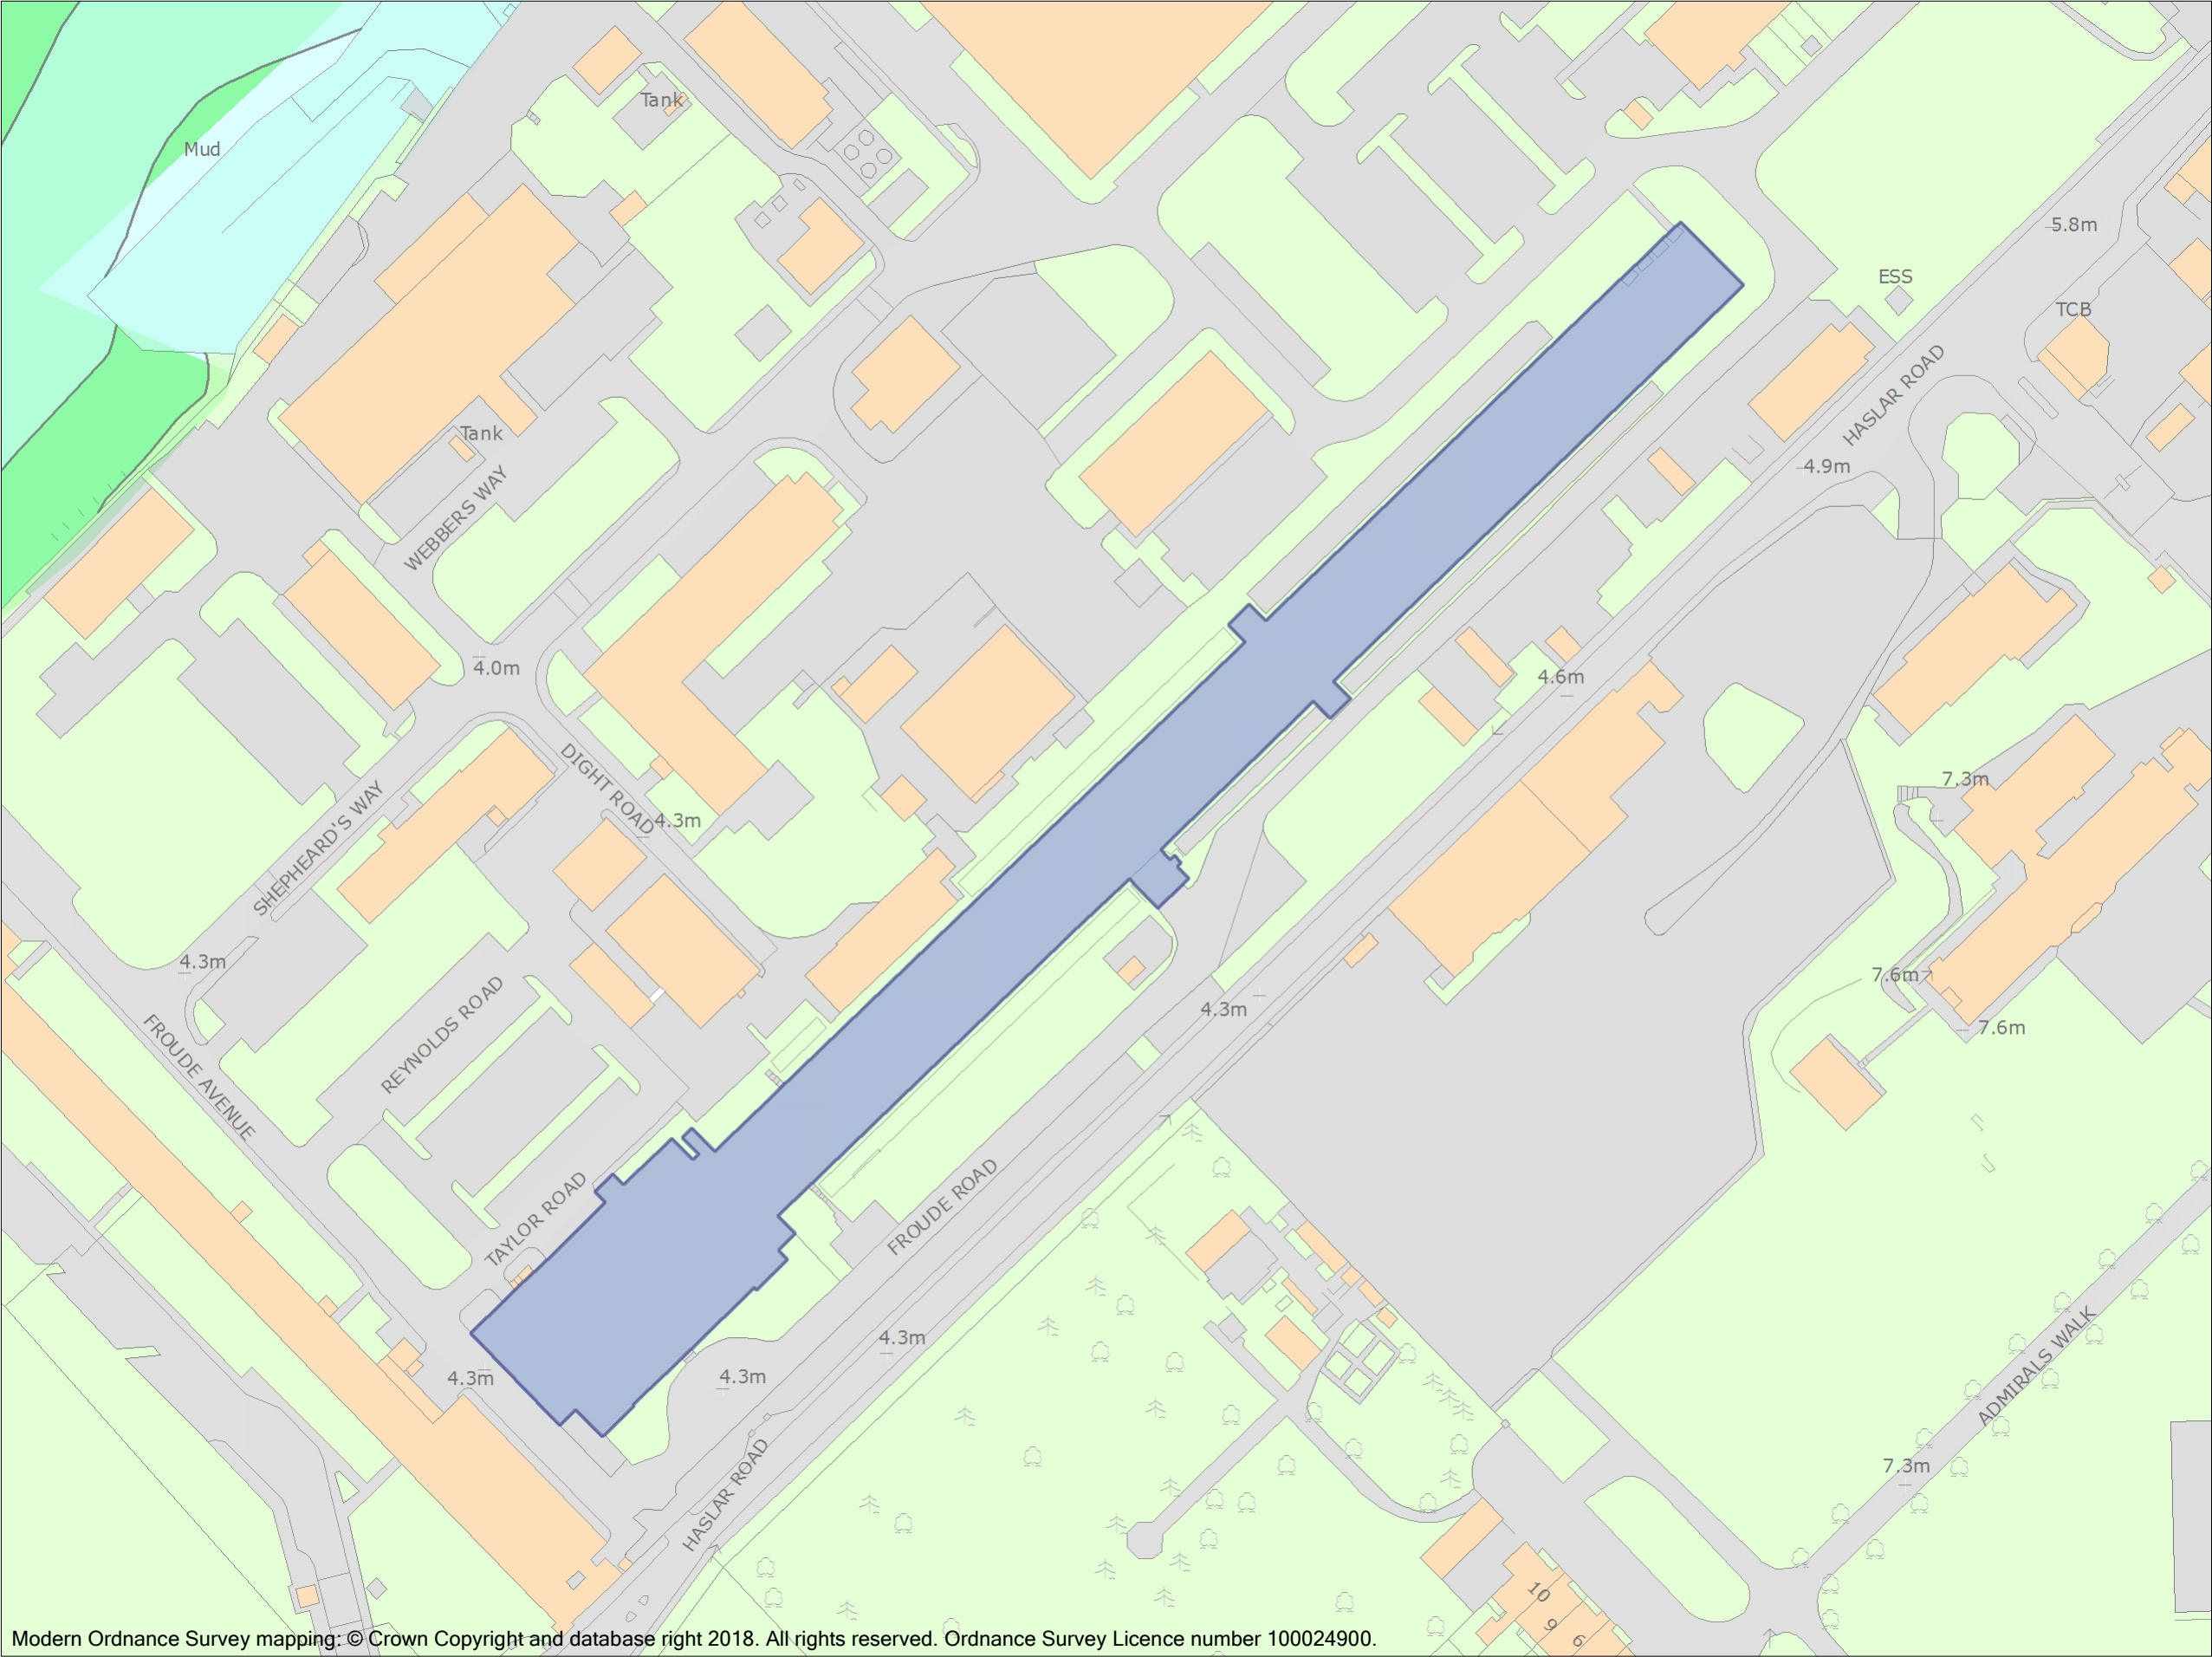 Tank
Mud
5.8m
ESS
TCB
HASLAR ROAD
Tank
4.9m
WEBBERS WAY
4.0m
4.6m
DIGHT ROAD
7.3m
4.3m
SHEPHEARD'S WAY
4.3m
7.6m
REYNOLDS ROAD
4.3m
7.6m
FROUDE AVENUE
TAYLOR ROAD
FROUDE ROAD
4.3m
4.3m
4.3m
ADMIRALS WALK
HASLAR ROAD
7.3m
10
9
6
Modern Ordnance Survey mapping: © Crown Copyright and database right 2018. All rights reserved. Ordnance Survey Licence number 100024900.